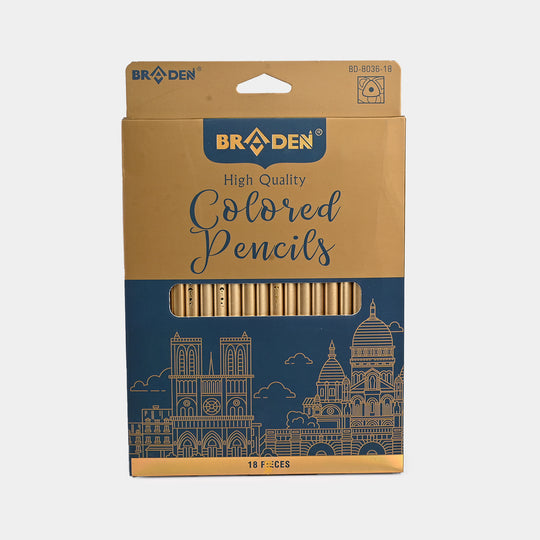 BRADEN®
BD-8036-18
BRADEN®
High Quality
Colored
Pencils
18 PIECES